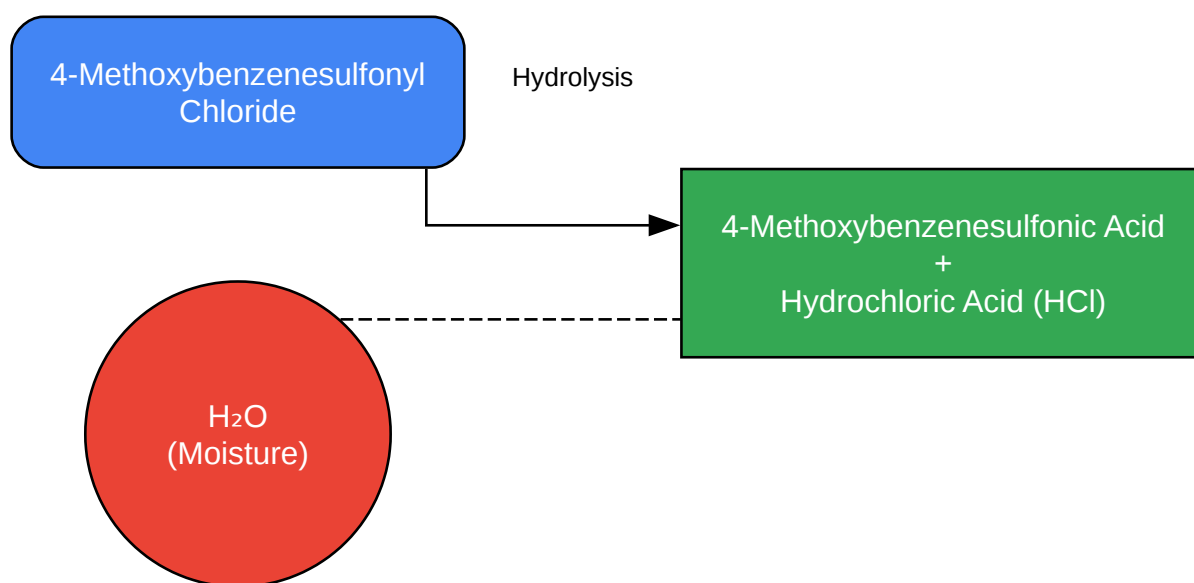 4-Methoxybenzenesulfonyl
Chloride
Hydrolysis
4-Methoxybenzenesulfonic Acid
+
Hydrochloric Acid (HCl)
H₂O
(Moisture)